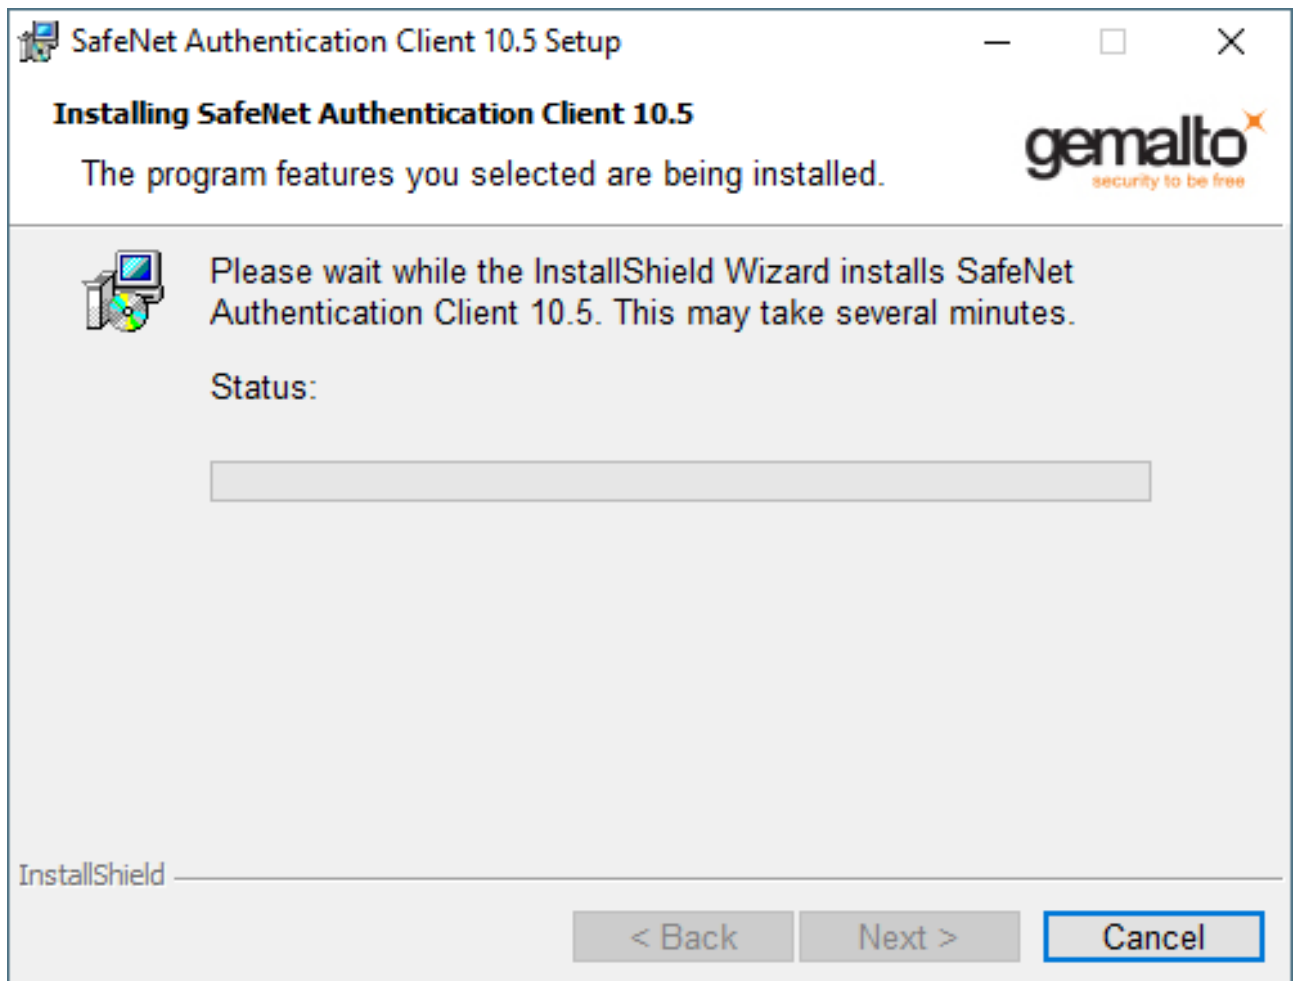 SafeNet Authentication Client 10.5 Setup
Installing SafeNet Authentication Client 10.5
The program features you selected are being installed.
gemalto
security to be free
Please wait while the InstallShield Wizard installs SafeNet
Authentication Client 10.5. This may take several minutes.
Status:
InstallShield
< Back
Next >
Cancel